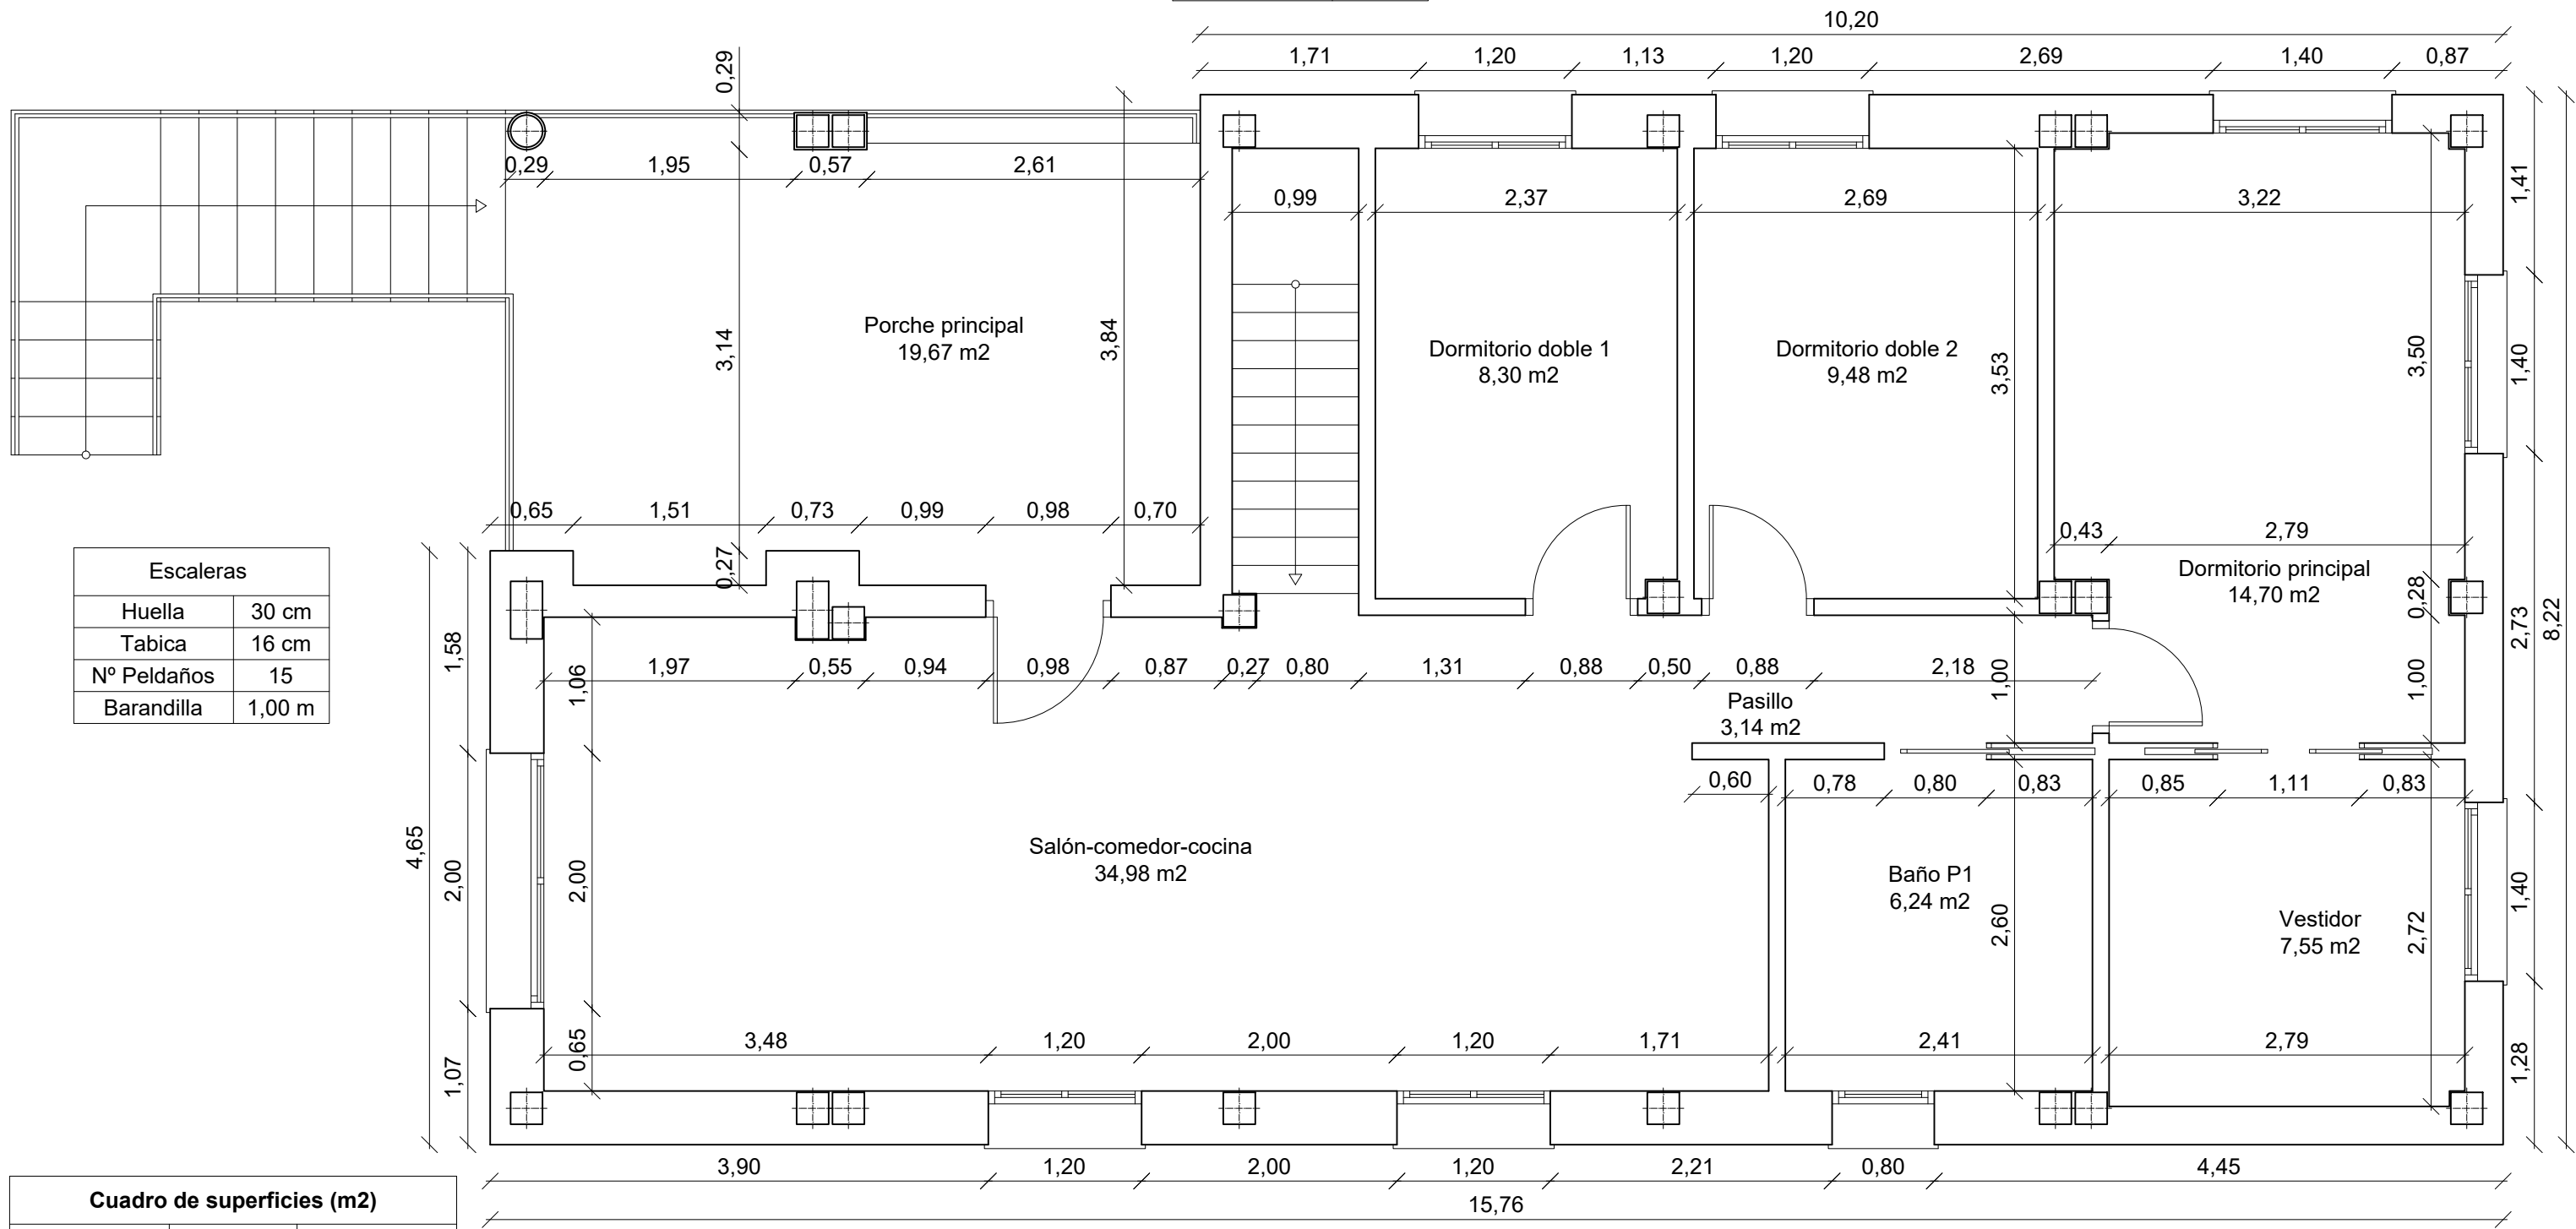 10,20
1,71 1,20 1,13 1,20 2,69 1,40 0,87
0,29
0,29 1,95 0,57 2,61
0,99 2,37 2,69 3,22
1,41
Porche principal
19,67 m2
3,14
3,84
Dormitorio doble 1
8,30 m2
Dormitorio doble 2
9,48 m2
3,53
3,50
1,40
0,65 1,51 0,73 0,99 0,98 0,70
0,43 2,79
0,27
Dormitorio principal
14,70 m2
0,28
2,73
8,22
Escaleras
Huella 30 cm
Tabica 16 cm
Nº Peldaños 15
Barandilla 1,00 m
1,58
1,06
1,97 0,55 0,94 0,98 0,87 0,27 0,80 1,31 0,88 0,50 0,88 2,18
1,00
1,00
Pasillo
3,14 m2
0,60 0,78 0,80 0,83 0,85 1,11 0,83
4,65
2,00
2,00
Salón-comedor-cocina
34,98 m2
Baño P1
6,24 m2
2,60
Vestidor
7,55 m2
2,72
1,40
1,07
0,65
3,48 1,20 2,00 1,20 1,71 2,41 2,79
1,28
3,90 1,20 2,00 1,20 2,21 0,80 4,45
15,76
Cuadro de superficies (m2)